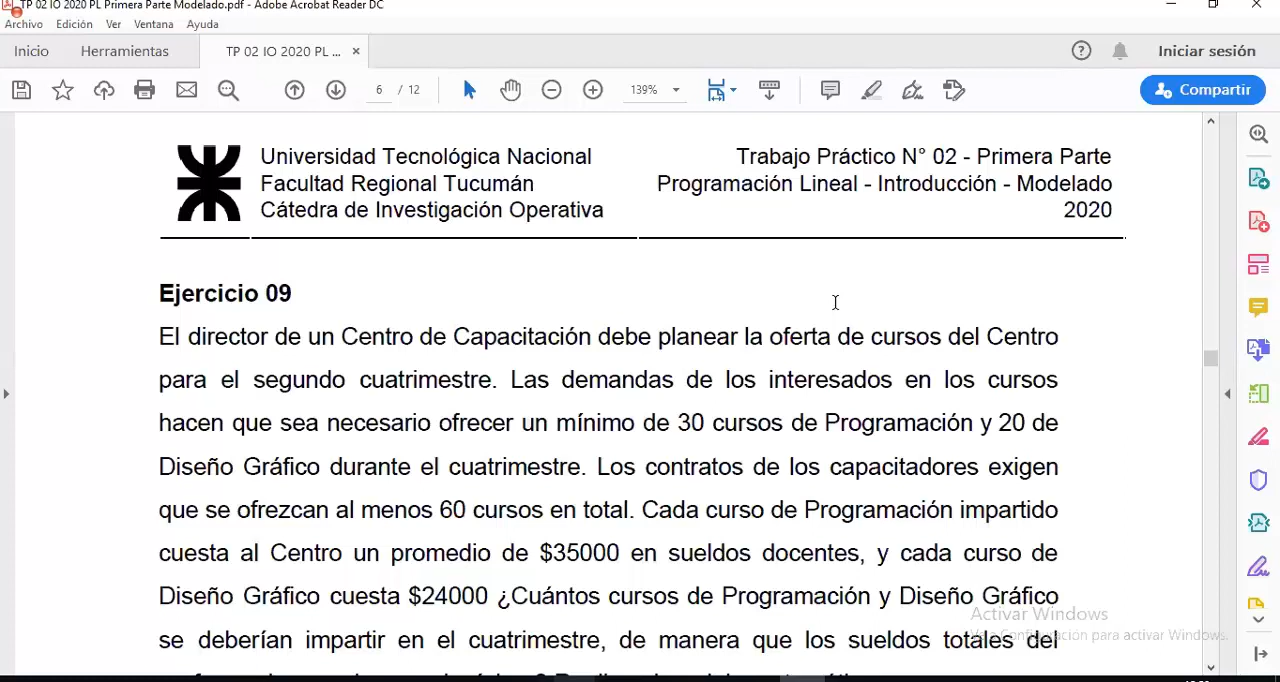 TP 02 IO 2020 PL Primera Parte Modelado.pdf - Adobe Acrobat Reader DC
Archivo Edición Ver Ventana Ayuda
Inicio Herramientas TP 02 IO 2020 PL ... × Iniciar sesión
6 / 12 139% Compartir
Universidad Tecnológica Nacional
Facultad Regional Tucumán
Cátedra de Investigación Operativa
Trabajo Práctico N° 02 - Primera Parte
Programación Lineal - Introducción - Modelado
2020
Ejercicio 09
El director de un Centro de Capacitación debe planear la oferta de cursos del Centro
para el segundo cuatrimestre. Las demandas de los interesados en los cursos
hacen que sea necesario ofrecer un mínimo de 30 cursos de Programación y 20 de
Diseño Gráfico durante el cuatrimestre. Los contratos de los capacitadores exigen
que se ofrezcan al menos 60 cursos en total. Cada curso de Programación impartido
cuesta al Centro un promedio de $35000 en sueldos docentes, y cada curso de
Diseño Gráfico cuesta $24000 ¿Cuántos cursos de Programación y Diseño Gráfico
se deberían impartir en el cuatrimestre, de manera que los sueldos totales del
Activar Windows
Ve a Configuración para activar Windows.